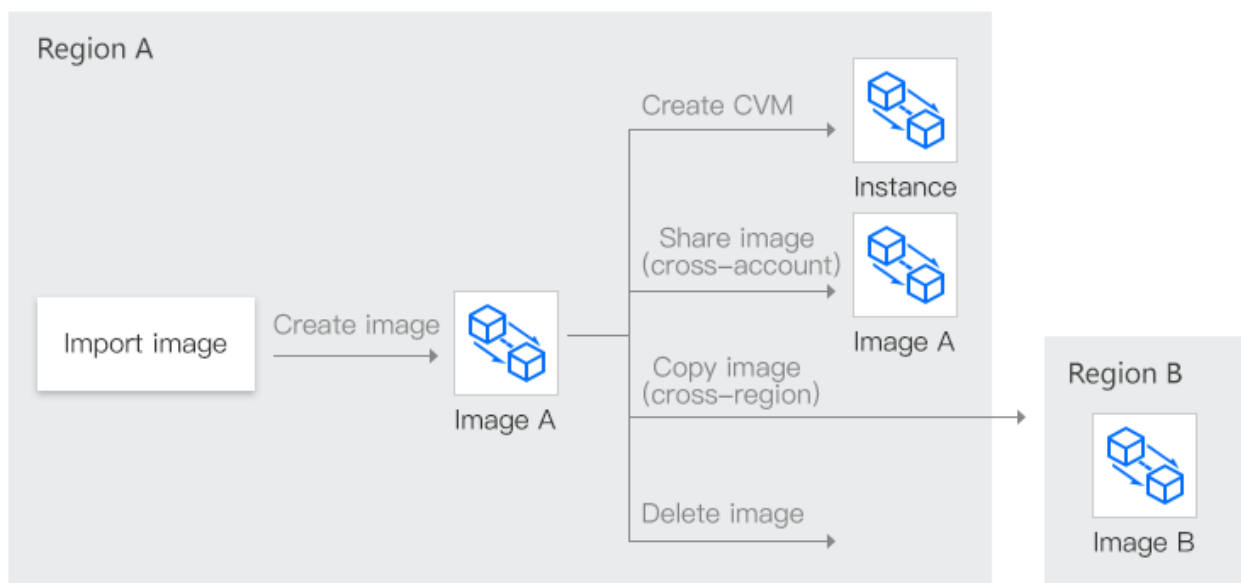 Region A
Create CVM
Instance
Share image
(cross-account)
Image A
Import image
Create image
Image A
Copy image
(cross-region)
Delete image
Region B
Image B